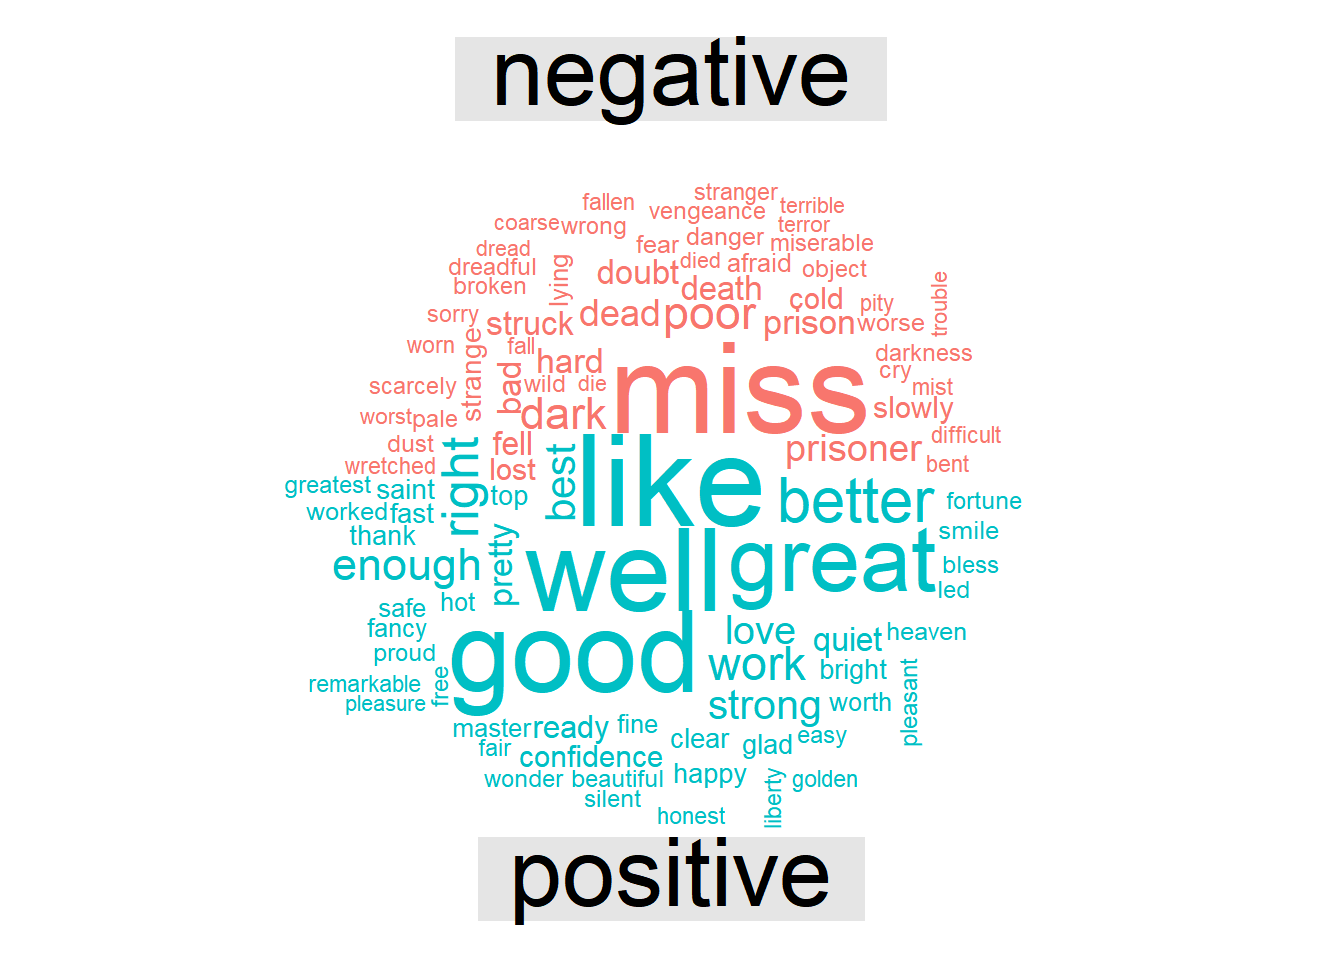 negative
stranger
fallen
vengeance terrible
coarse wrong terror
fear danger miserable
dread
dreadful lying doubt died afraid object
broken death cold pity trouble
sorry struck dead poor prison worse
worn strange fall hard miss darkness
scarcely bad wild die cry mist
worst pale dark slowly
dust fell prisoner difficult
wretched right lost best like bent
greatest saint top better fortune
worked fast
thank smile
enough pretty well great bless
led
safe hot
fancy love quiet heaven
proud good work bright
remarkable free pleasant
pleasure strong worth
master ready fine clear glad easy
fair confidence
wonder beautiful happy liberty golden
silent
honest
positive